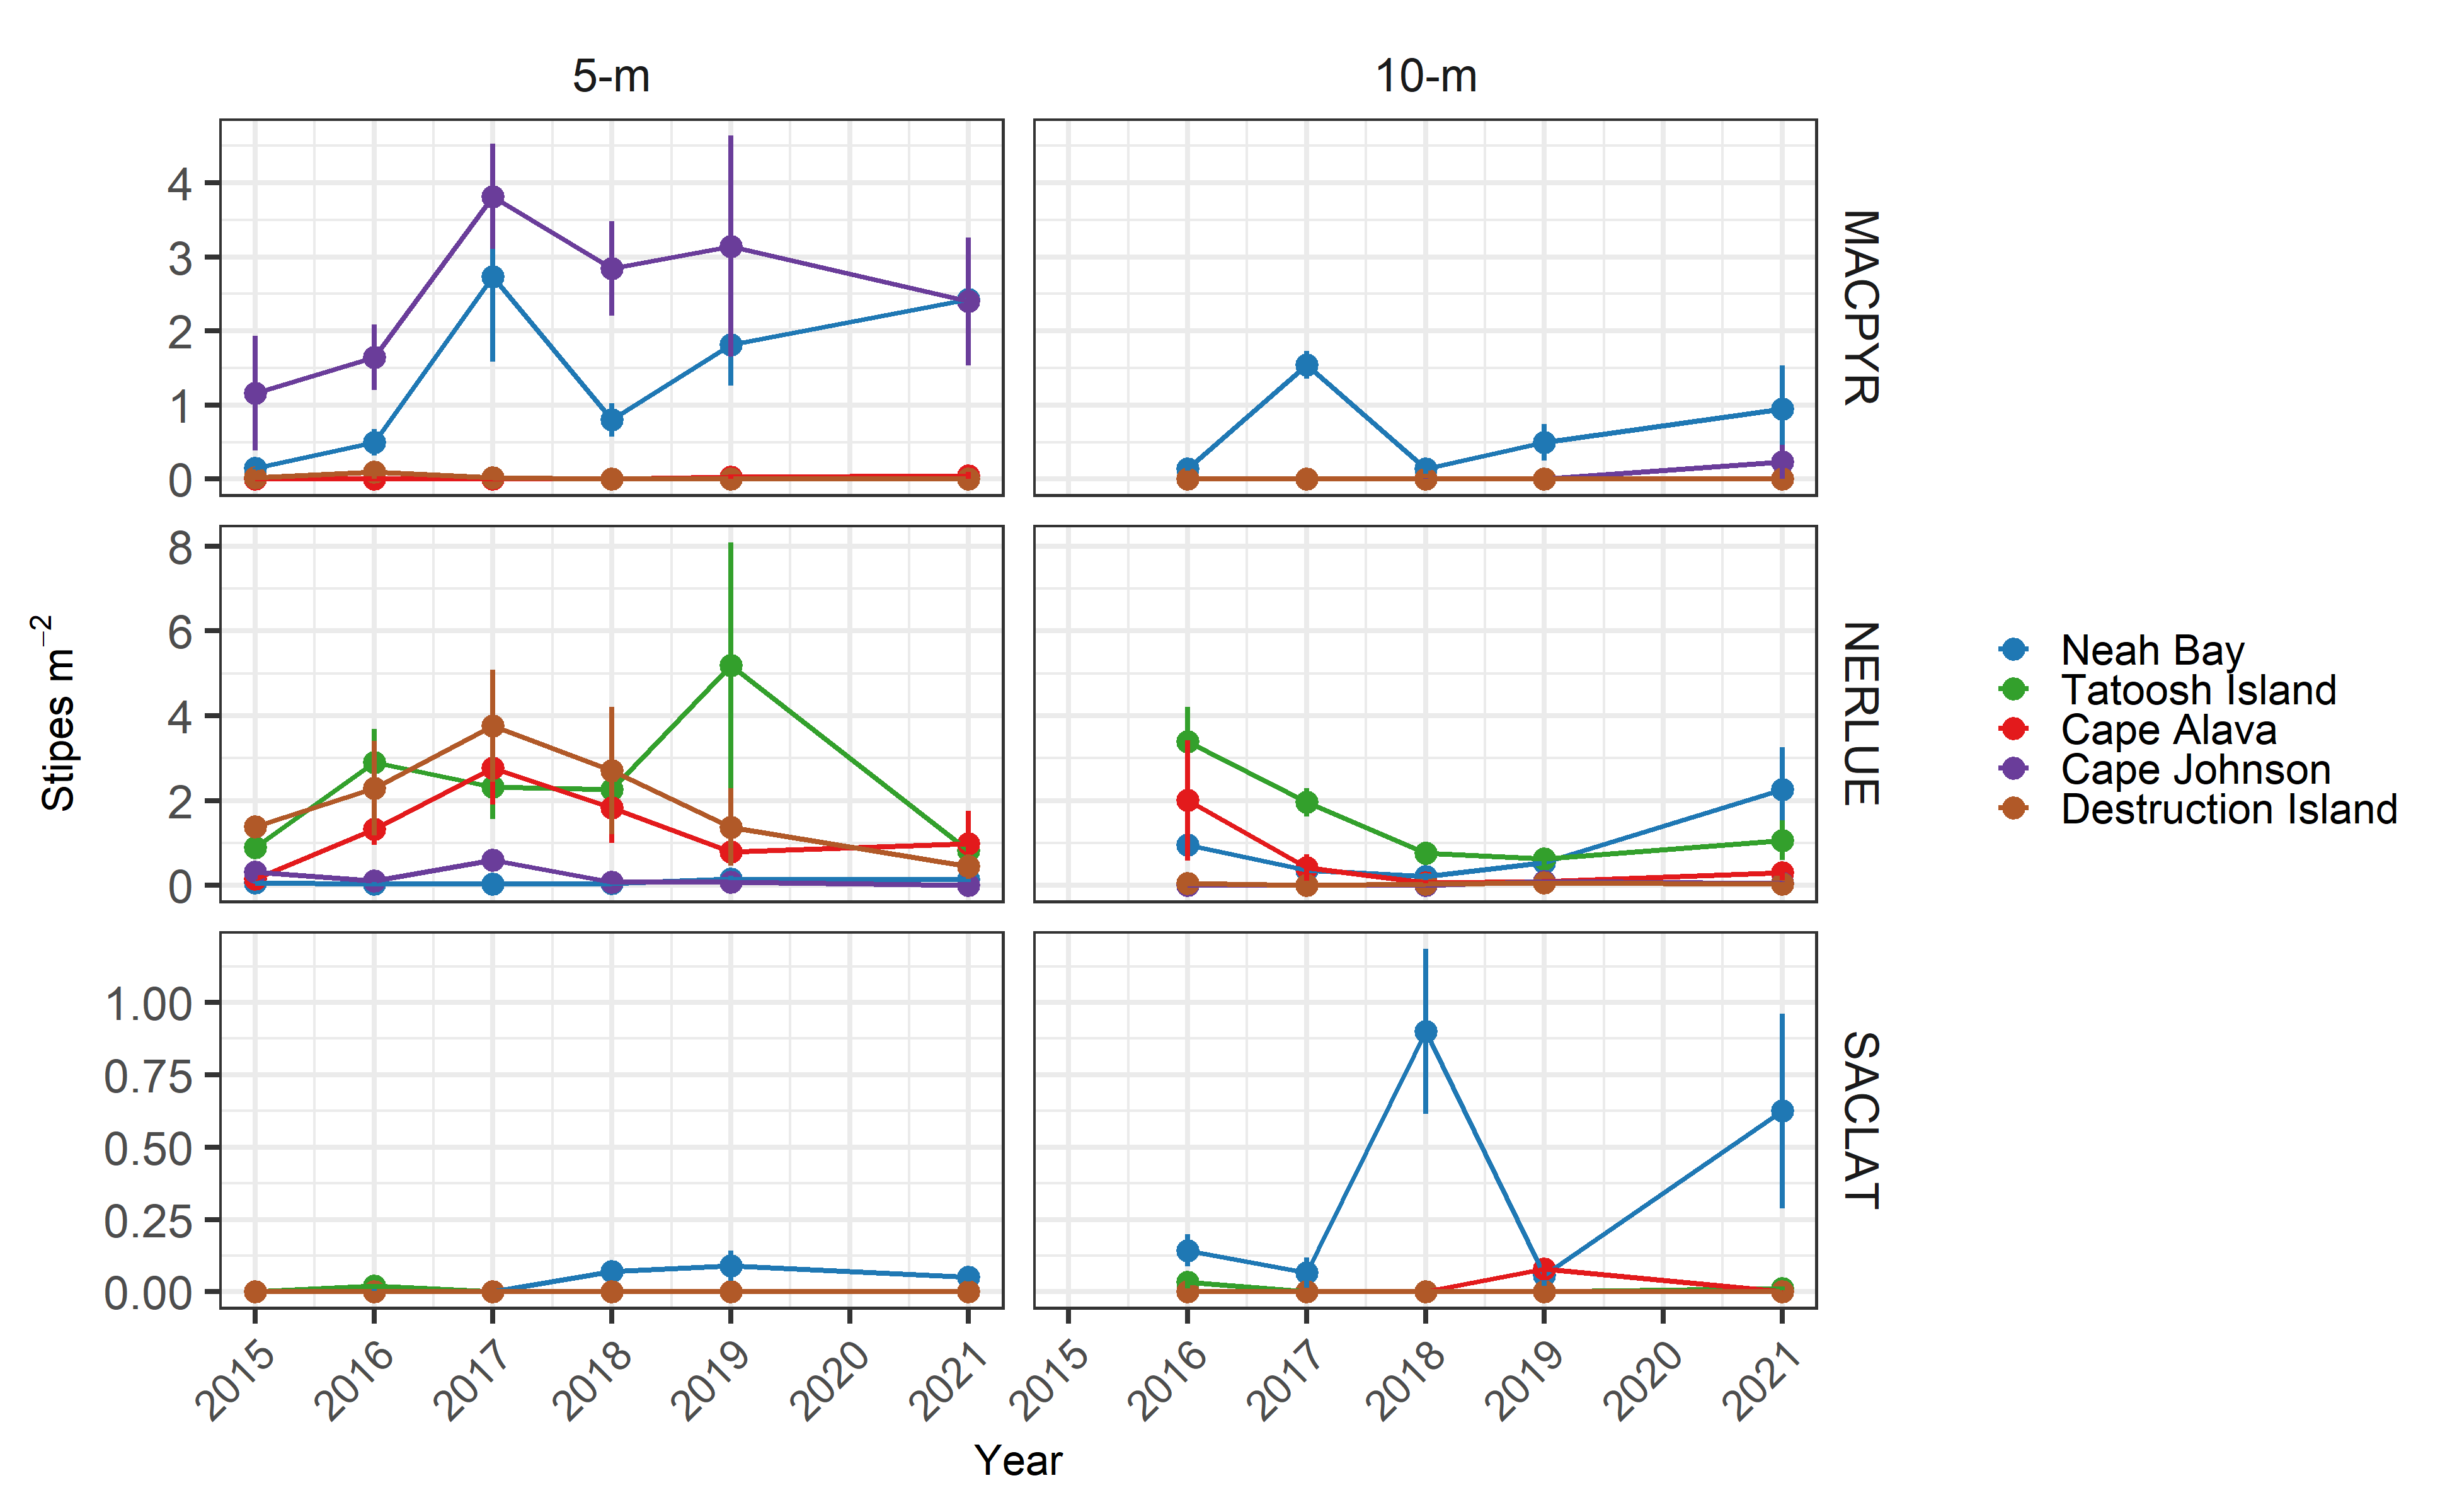 5-m 10-m
4
3
2
1
0
MACPYR
8
6
4
2
0
NERLUE
1.00
0.75
0.50
0.25
0.00
SACLAT
Stipes m⁻²
2015 2016 2017 2018 2019 2020 2021 2015 2016 2017 2018 2019 2020 2021
Year
Neah Bay
Tatoosh Island
Cape Alava
Cape Johnson
Destruction Island